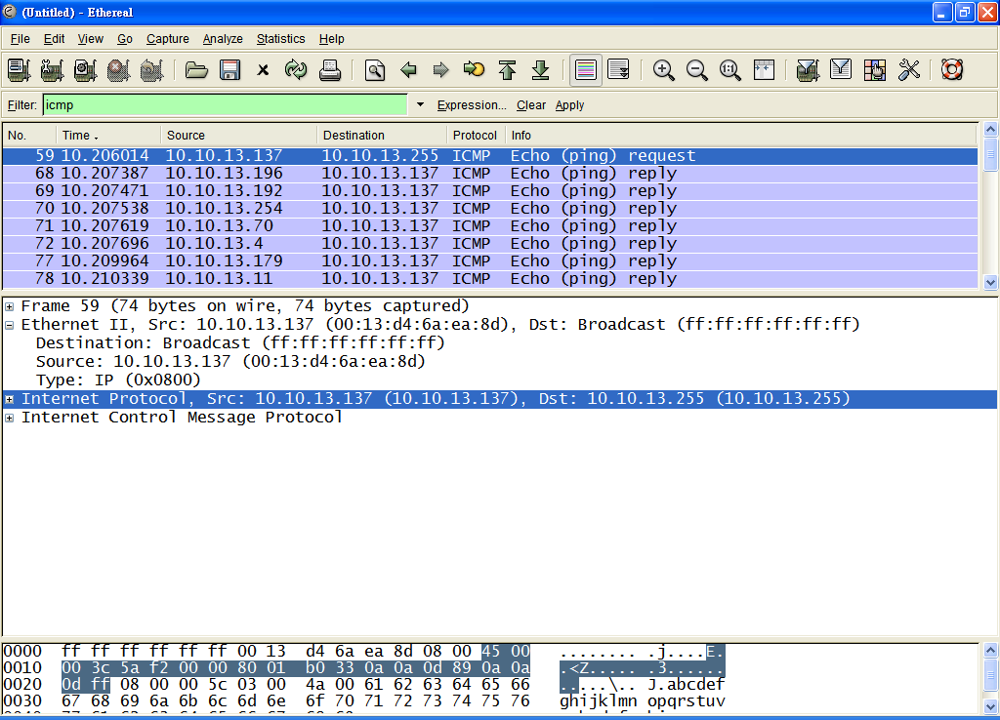 (Untitled) - Ethereal
File Edit View Go Capture Analyze Statistics Help
Filter: icmp Expression... Clear Apply
No. Time Source Destination Protocol Info
59 10.206014 10.10.13.137 10.10.13.255 ICMP Echo (ping) request
68 10.207387 10.10.13.196 10.10.13.137 ICMP Echo (ping) reply
69 10.207471 10.10.13.192 10.10.13.137 ICMP Echo (ping) reply
70 10.207538 10.10.13.254 10.10.13.137 ICMP Echo (ping) reply
71 10.207619 10.10.13.70 10.10.13.137 ICMP Echo (ping) reply
72 10.207696 10.10.13.4 10.10.13.137 ICMP Echo (ping) reply
77 10.209964 10.10.13.179 10.10.13.137 ICMP Echo (ping) reply
78 10.210339 10.10.13.11 10.10.13.137 ICMP Echo (ping) reply
Frame 59 (74 bytes on wire, 74 bytes captured)
Ethernet II, Src: 10.10.13.137 (00:13:d4:6a:ea:8d), Dst: Broadcast (ff:ff:ff:ff:ff:ff)
Destination: Broadcast (ff:ff:ff:ff:ff:ff)
Source: 10.10.13.137 (00:13:d4:6a:ea:8d)
Type: IP (0x0800)
Internet Protocol, Src: 10.10.13.137 (10.10.13.137), Dst: 10.10.13.255 (10.10.13.255)
Internet Control Message Protocol
0000 ff ff ff ff ff ff 00 13 d4 6a ea 8d 08 00 45 00 ........ .j....E.
0010 00 3c 5a f2 00 00 80 01 b0 33 0a 0a 0d 89 0a 0a .<Z..... .3......
0020 0d ff 08 00 00 5c 03 00 4a 00 61 62 63 64 65 66 .....\.. J.abcdef
0030 67 68 69 6a 6b 6c 6d 6e 6f 70 71 72 73 74 75 76 ghijklmn opqrstuv